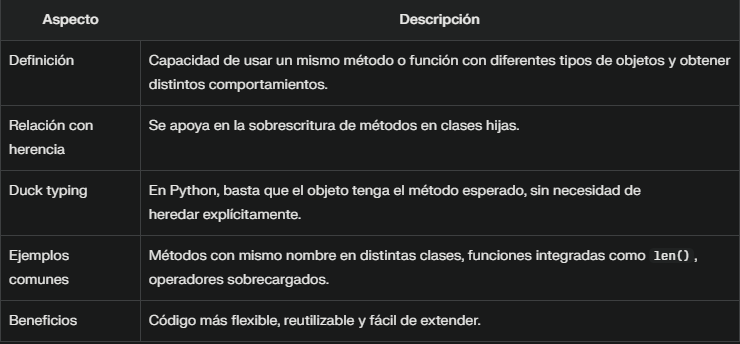 Aspecto Descripción
Definición Capacidad de usar un mismo método o función con diferentes tipos de objetos y obtener
distintos comportamientos.
Relación con Se apoya en la sobrescritura de métodos en clases hijas.
herencia
Duck typing En Python, basta que el objeto tenga el método esperado, sin necesidad de
heredar explícitamente.
Ejemplos Métodos con mismo nombre en distintas clases, funciones integradas como len(),
comunes operadores sobrecargados.
Beneficios Código más flexible, reutilizable y fácil de extender.